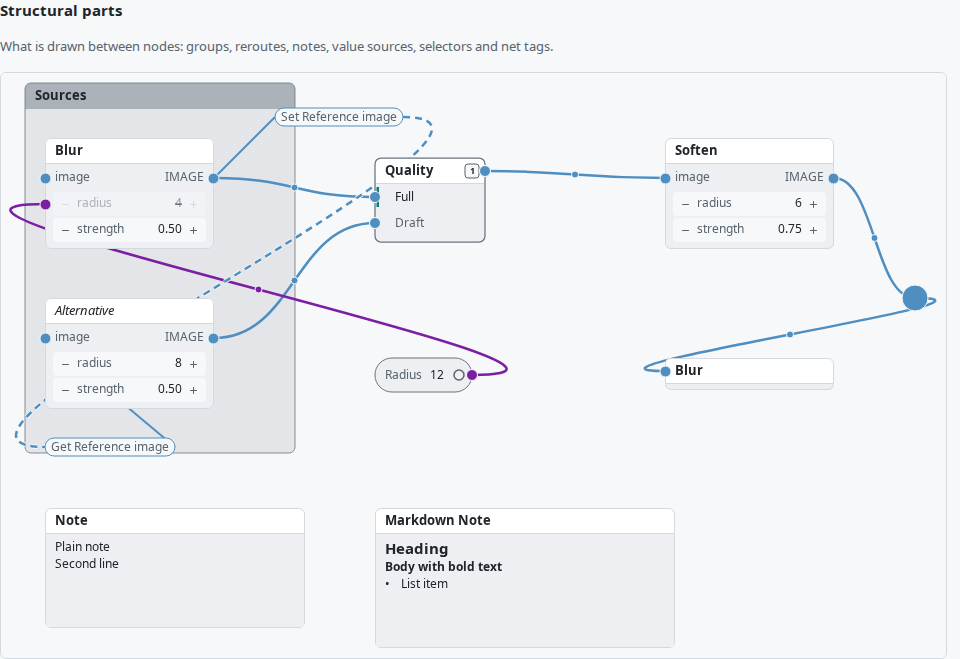 Structural parts
What is drawn between nodes: groups, reroutes, notes, value sources, selectors and net tags.
Sources
Set Reference image
Blur
image IMAGE
− radius 4 +
− strength 0.50 +
Quality 1
Full
Draft
Soften
image IMAGE
− radius 6 +
− strength 0.75 +
Alternative
image IMAGE
− radius 8 +
− strength 0.50 +
Radius 12
Blur
Get Reference image
Note
Plain note
Second line
Markdown Note
Heading
Body with bold text
• List item